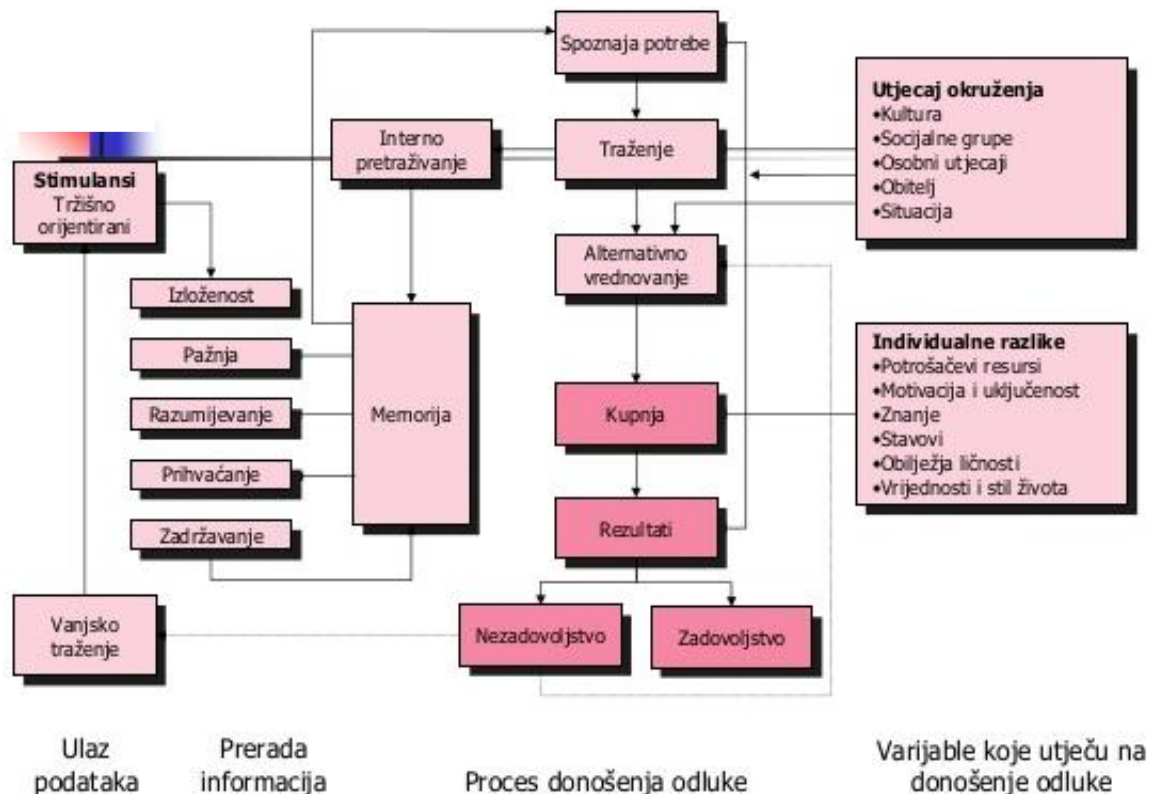 Spoznaja potrebe
Utjecaj okruženja
•Kultura
•Socijalne grupe
•Osobni utjecaji
•Obitelj
•Situacija
Interno
pretraživanje
Traženje
Stimulansi
Tržišno
orijentirani
Alternativno
vrednovanje
Izloženost
Pažnja
Razumijevanje
Prihvaćanje
Zadržavanje
Memorija
Individualne razlike
•Potrošačevi resursi
•Motivacija i uključenost
•Znanje
•Stavovi
•Obilježja ličnosti
•Vrijednosti i stil života
Kupnja
Rezultati
Vanjsko
traženje
Nezadovoljstvo
Zadovoljstvo
Ulaz
podataka
Prerada
informacija
Proces donošenja odluke
Varijable koje utječu na
donošenje odluke